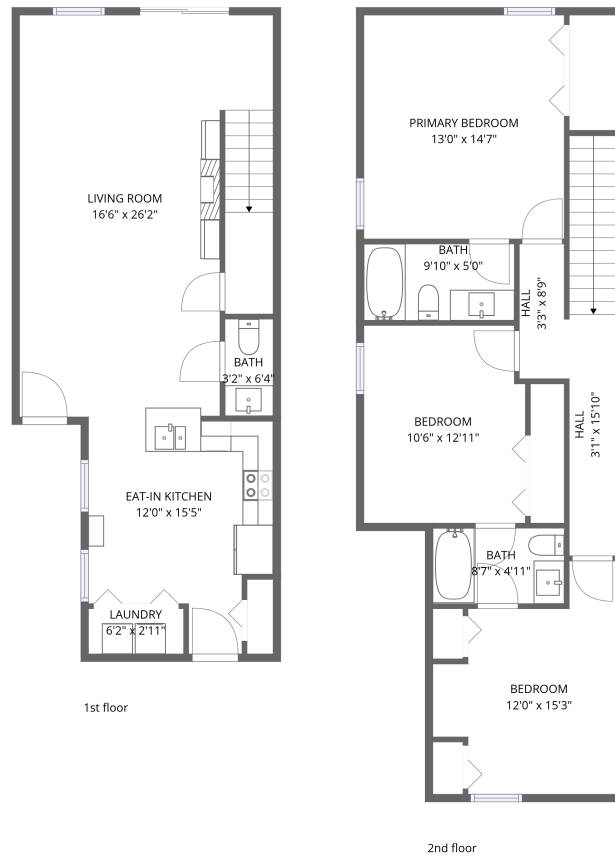 LIVING ROOM
16'6" x 26'2"
BATH
3'2" x 6'4"
EAT-IN KITCHEN
12'0" x 15'5"
LAUNDRY
6'2" x 2'11"
1st floor
PRIMARY BEDROOM
13'0" x 14'7"
BATH
9'10" x 5'0"
HALL
3'3" x 8'9"
BEDROOM
10'6" x 12'11"
HALL
3'1" x 15'10"
BATH
8'7" x 4'11"
BEDROOM
12'0" x 15'3"
2nd floor